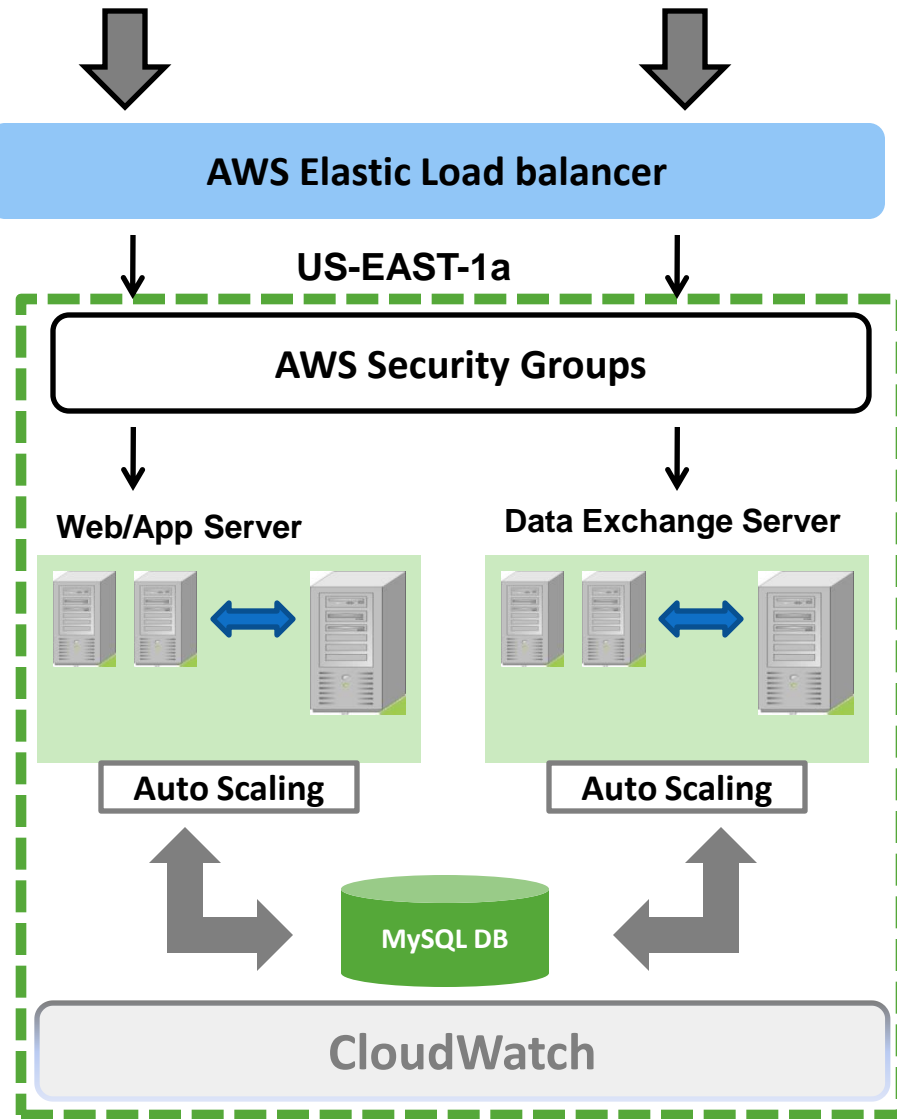 AWS Elastic Load balancer
US-EAST-1a
AWS Security Groups
Web/App Server
Data Exchange Server
Auto Scaling
Auto Scaling
MySQL DB
CloudWatch